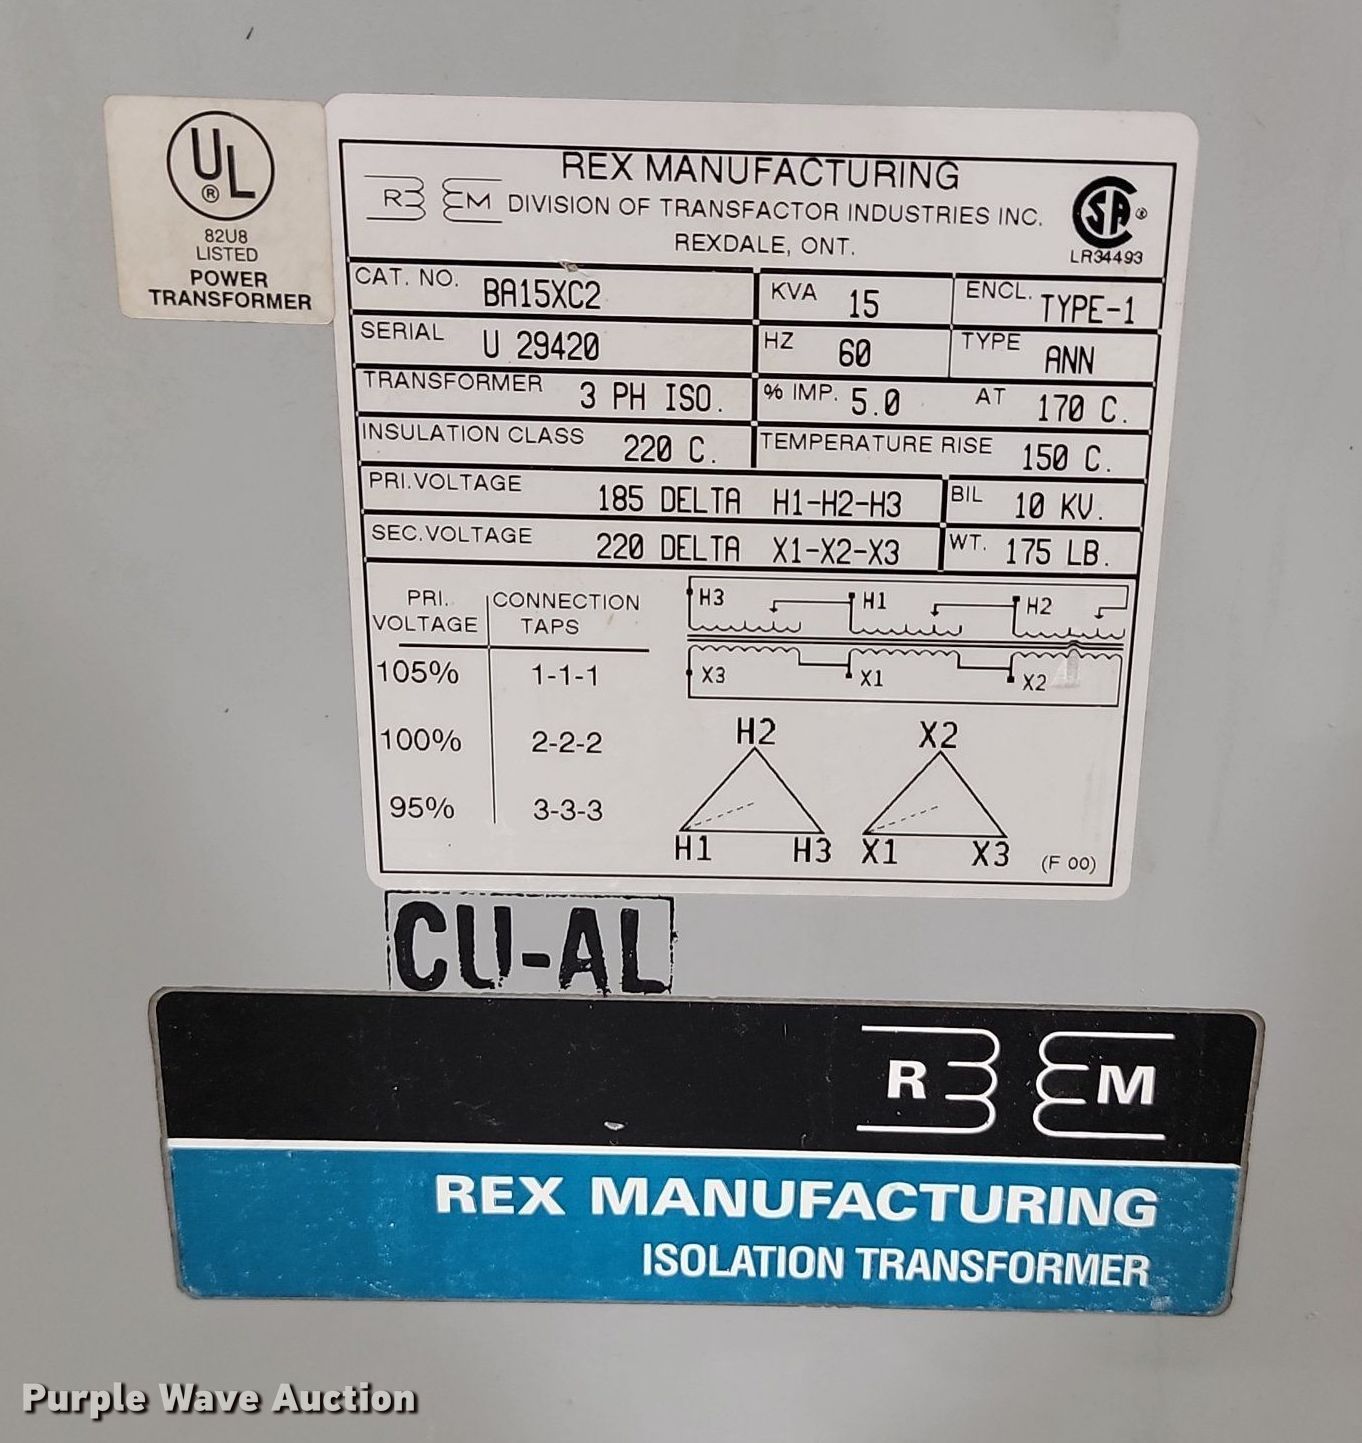 UL
®
82U8
LISTED
POWER
TRANSFORMER
REX MANUFACTURING
R M DIVISION OF TRANSFACTOR INDUSTRIES INC.
REXDALE, ONT.
SA ®
LR34493
CAT. NO. BA15XC2 KVA 15 ENCL. TYPE-1
SERIAL U 29420 HZ 60 TYPE ANN
TRANSFORMER 3 PH ISO. % IMP. 5.0 AT 170 C.
INSULATION CLASS 220 C. TEMPERATURE RISE 150 C.
PRI.VOLTAGE 185 DELTA H1-H2-H3 BIL 10 KV.
SEC.VOLTAGE 220 DELTA X1-X2-X3 WT. 175 LB.
PRI. CONNECTION
VOLTAGE TAPS
105% 1-1-1
100% 2-2-2
95% 3-3-3
H3 H1 H2
X3 X1 X2
H2 X2
H1 H3 X1 X3 (F 00)
CU-AL
R M
REX MANUFACTURING
ISOLATION TRANSFORMER
Purple Wave Auction